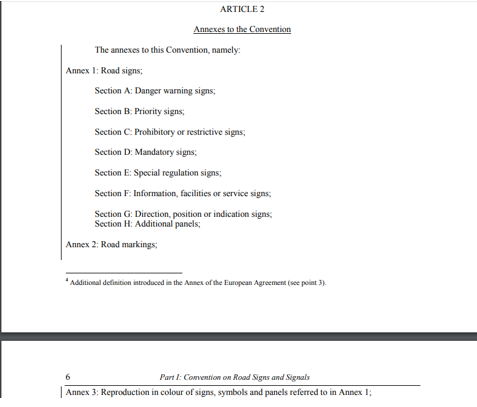 ARTICLE 2
Annexes to the Convention
The annexes to this Convention, namely:
Annex 1: Road signs;
Section A: Danger warning signs;
Section B: Priority signs;
Section C: Prohibitory or restrictive signs;
Section D: Mandatory signs;
Section E: Special regulation signs;
Section F: Information, facilities or service signs;
Section G: Direction, position or indication signs;
Section H: Additional panels;
Annex 2: Road markings;
4 Additional definition introduced in the Annex of the European Agreement (see point 3).
6 Part I: Convention on Road Signs and Signals
Annex 3: Reproduction in colour of signs, symbols and panels referred to in Annex 1;